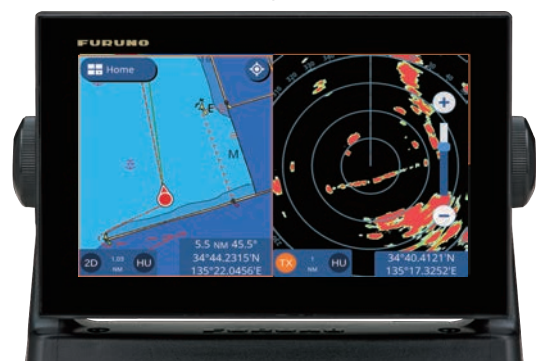 FURUNO
Home
E
M
5.5 NM 45.5°
2D
1.03
NM
HU
34°44.2315'N
135°22.0456'E
TX
1
NM
HU
34°40.4121'N
135°17.3252'E